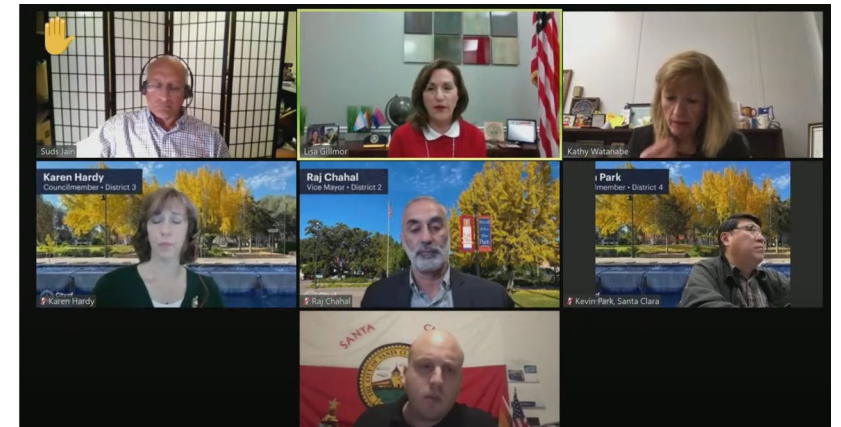 Suds Jain
Lisa Gillmor
Kathy Watanabe
Karen Hardy
Councilmember • District 3
Karen Hardy
Raj Chahal
Vice Mayor • District 2
Raj Chahal
Park
lmember • District 4
Kevin Park, Santa Clara
SANTA C